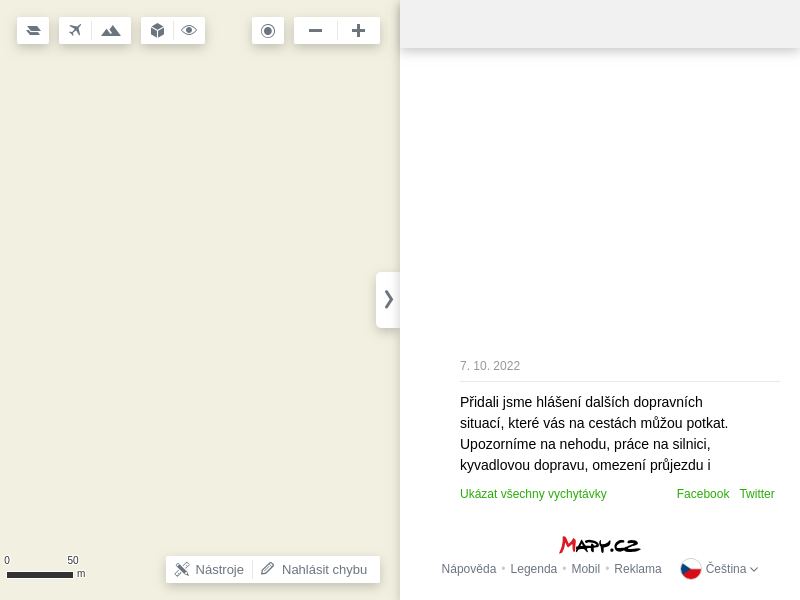 7. 10. 2022
Přidali jsme hlášení dalších dopravních
situací, které vás na cestách můžou potkat.
Upozorníme na nehodu, práce na silnici,
kyvadlovou dopravu, omezení průjezdu i
Ukázat všechny vychytávky Facebook Twitter
Mapy.cz
Nápověda • Legenda • Mobil • Reklama Čeština
0 50
m
Nástroje Nahlásit chybu